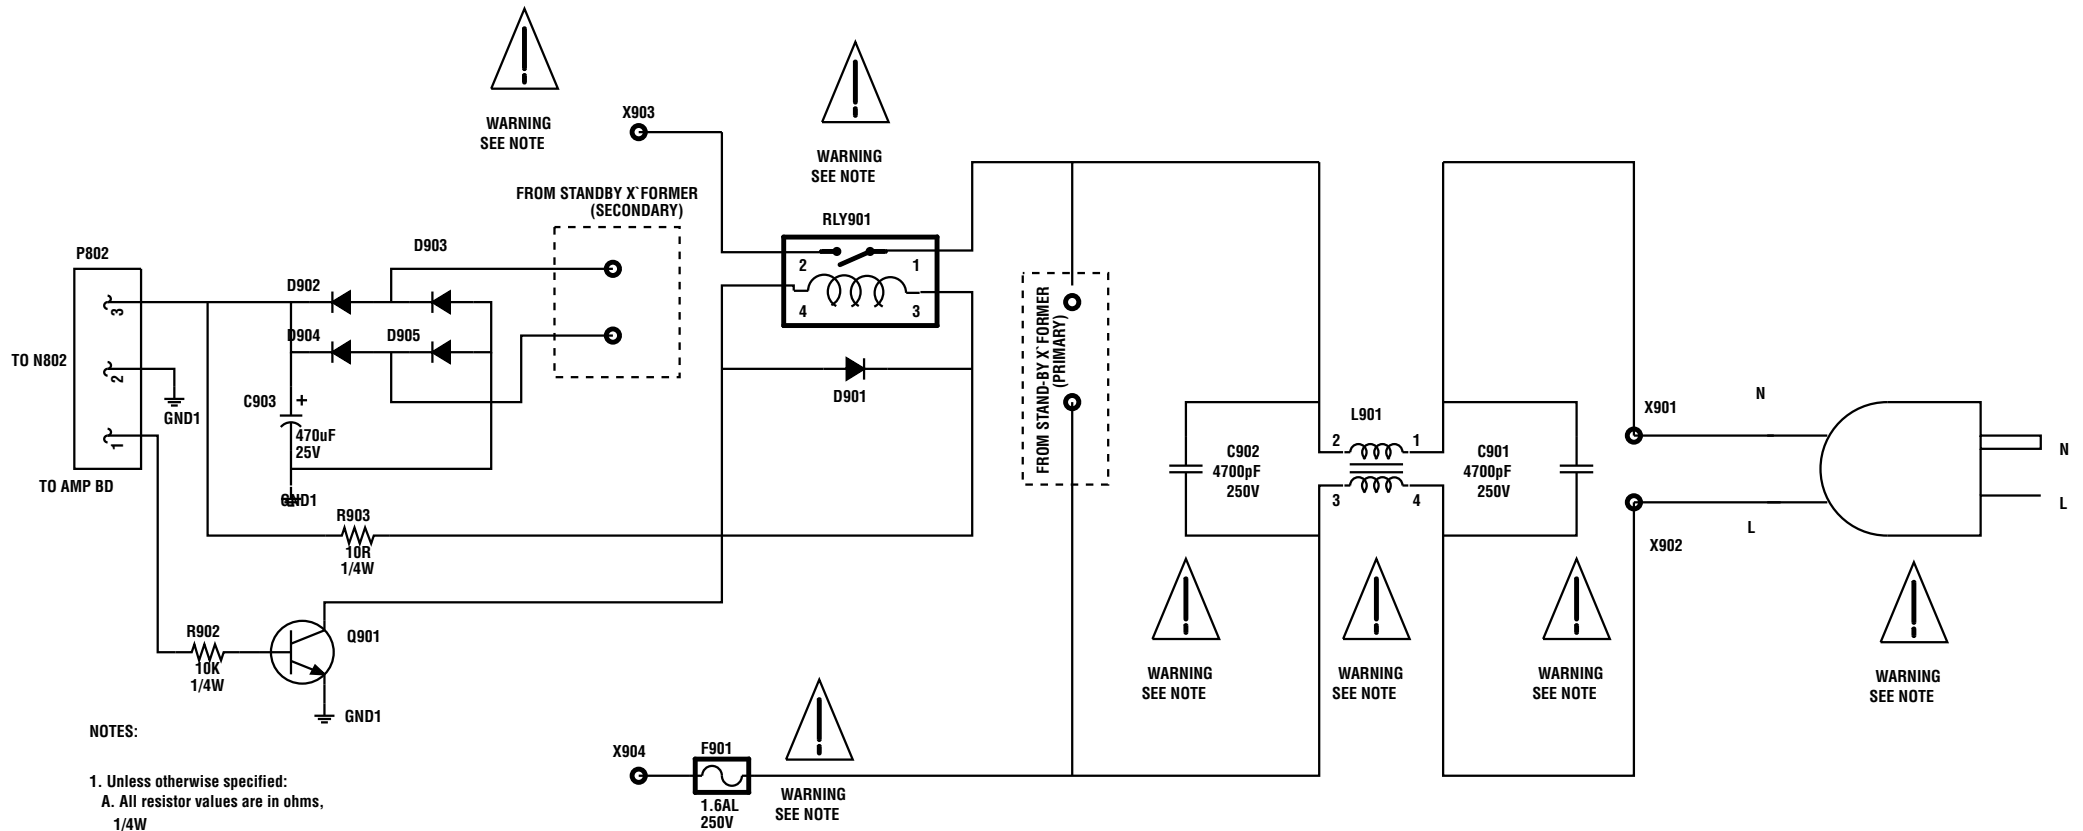 WARNING
SEE NOTE
X903
WARNING
SEE NOTE
FROM STANDBY X`FORMER
(SECONDARY)
RLY901
2
1
4
3
D901
P802
3
2
1
TO N802
TO AMP BD
GND1
D902
D903
D904
D905
C903
+
470uF
25V
GND1
R903
10R
1/4W
R902
10K
1/4W
Q901
GND1
FROM STAND-BY X`FORMER
(PRIMARY)
C902
4700pF
250V
L901
2
1
3
4
C901
4700pF
250V
X901
N
X902
L
N
L
WARNING
SEE NOTE
WARNING
SEE NOTE
WARNING
SEE NOTE
WARNING
SEE NOTE
X904
F901
1.6AL
250V
WARNING
SEE NOTE
NOTES:
1. Unless otherwise specified:
A. All resistor values are in ohms,
1/4W